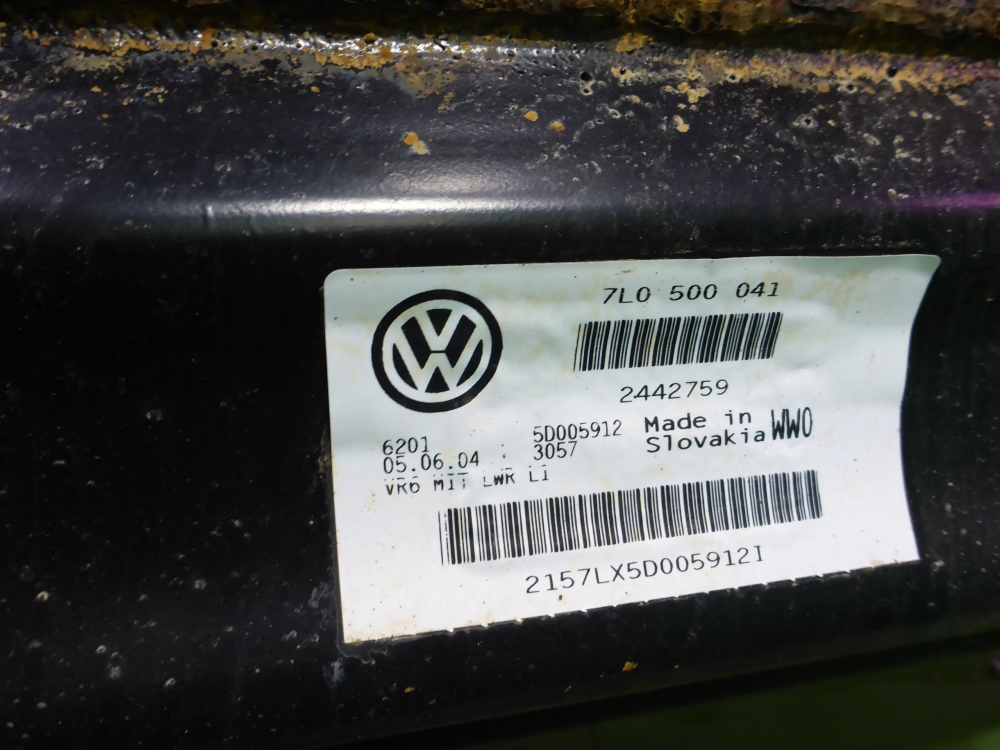 7L0 500 041
2442759
6201 5D005912 Made in WWO
05.06.04 . 3057 Slovakia
VR6 MIT LWR LI
2157LX5D005912I